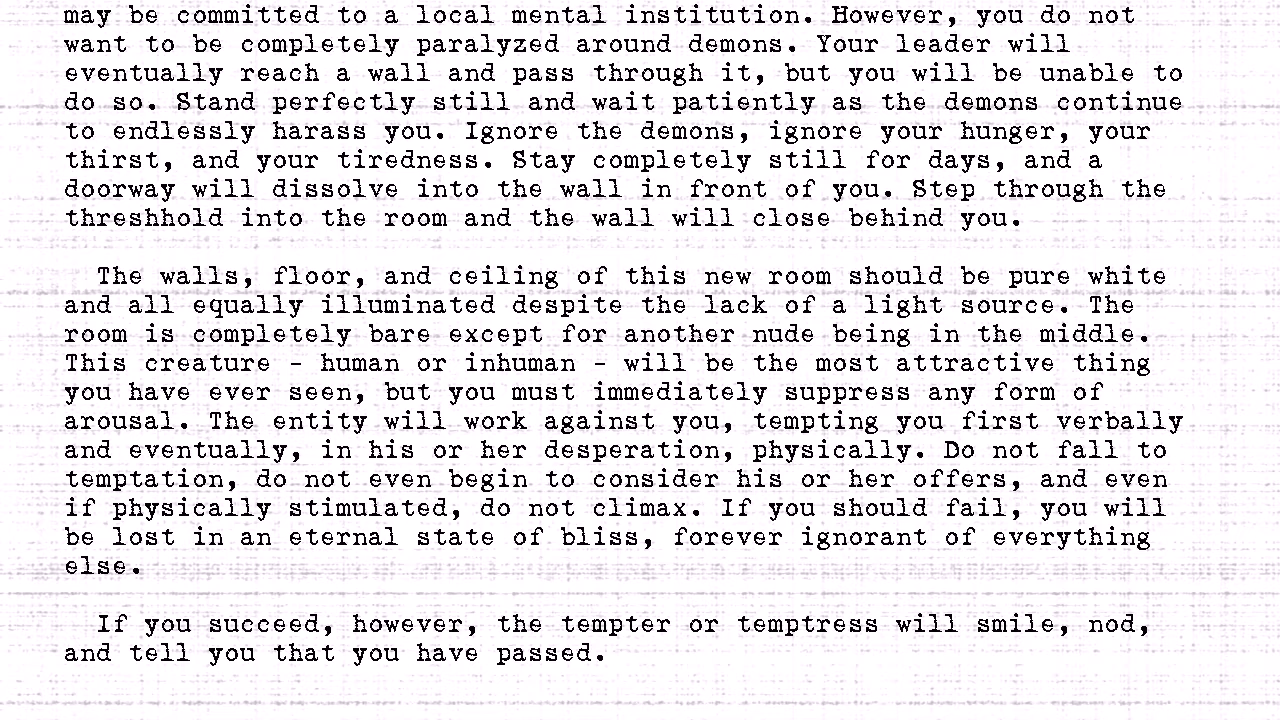 may be committed to a local mental institution. However, you do not
want to be completely paralyzed around demons. Your leader will
eventually reach a wall and pass through it, but you will be unable to
do so. Stand perfectly still and wait patiently as the demons continue
to endlessly harass you. Ignore the demons, ignore your hunger, your
thirst, and your tiredness. Stay completely still for days, and a
doorway will dissolve into the wall in front of you. Step through the
threshhold into the room and the wall will close behind you.
The walls, floor, and ceiling of this new room should be pure white
and all equally illuminated despite the lack of a light source. The
room is completely bare except for another nude being in the middle.
This creature - human or inhuman - will be the most attractive thing
you have ever seen, but you must immediately suppress any form of
arousal. The entity will work against you, tempting you first verbally
and eventually, in his or her desperation, physically. Do not fall to
temptation, do not even begin to consider his or her offers, and even
if physically stimulated, do not climax. If you should fail, you will
be lost in an eternal state of bliss, forever ignorant of everything
else.
If you succeed, however, the tempter or temptress will smile, nod,
and tell you that you have passed.